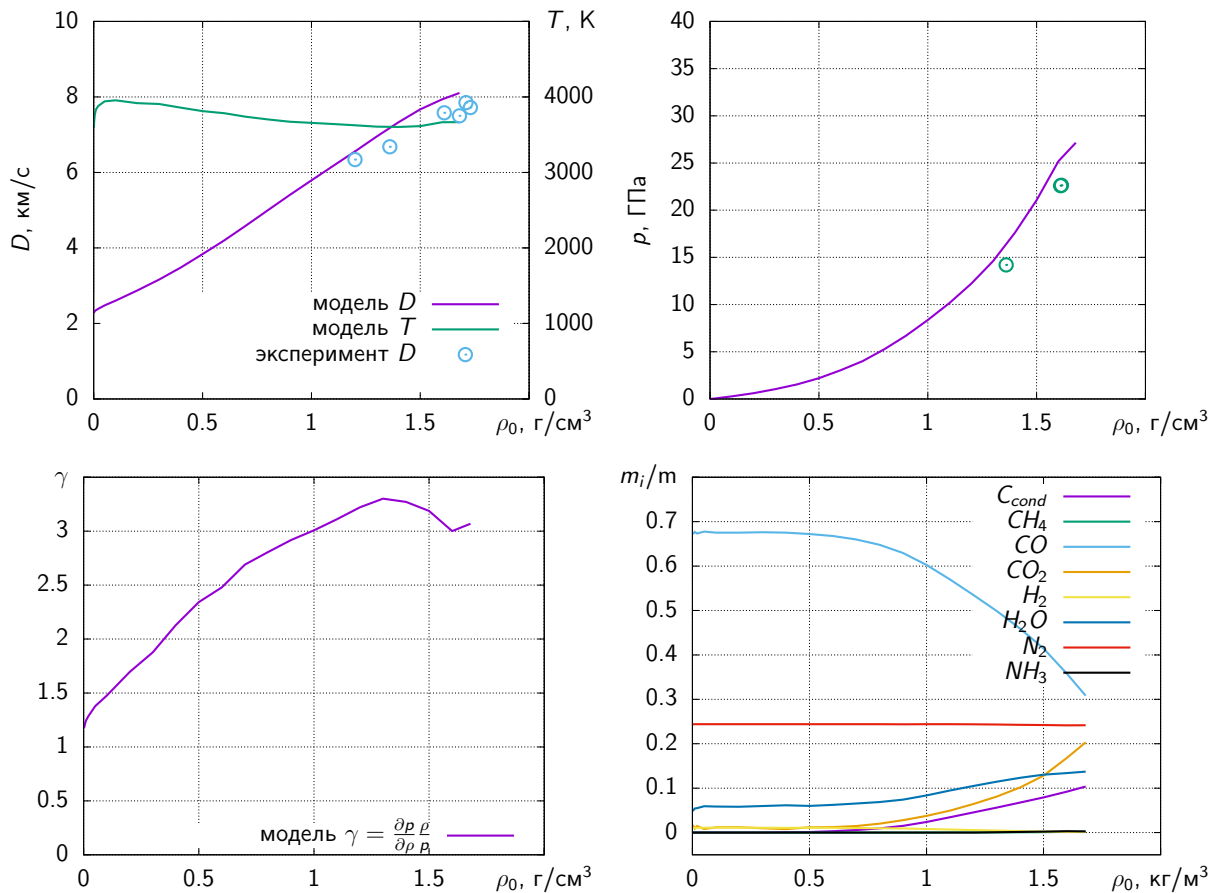 D, км/с
T, K
10
8
6
4
2
0
4000
3000
2000
1000
0
модель D
модель T
эксперимент D
0 0.5 1 1.5
ρ₀, г/см³
p, ГПа
40
35
30
25
20
15
10
5
0
0 0.5 1 1.5
ρ₀, г/см³
γ
3
2.5
2
1.5
1
0.5
0
модель γ = ∂p/∂ρ ρ/p
0 0.5 1 1.5
ρ₀, г/см³
mᵢ/m
0.7
0.6
0.5
0.4
0.3
0.2
0.1
0
C_cond
CH₄
CO
CO₂
H₂
H₂O
N₂
NH₃
0 0.5 1 1.5
ρ₀, кг/м³